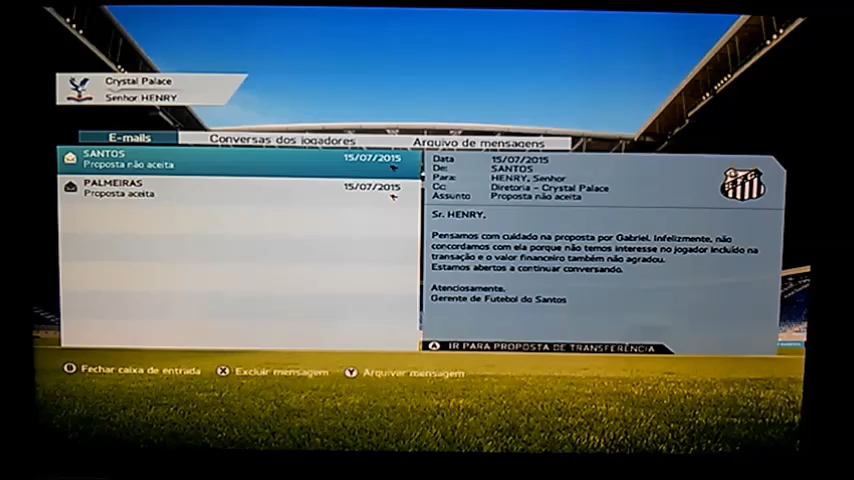 Crystal Palace
Senhor HENRY
E-mails
Conversas dos jogadores
Arquivo de mensagens
SANTOS
15/07/2015
Proposta não aceita
PALMEIRAS
15/07/2015
Proposta aceita
Data 15/07/2015
De: SANTOS
Para: HENRY, Senhor
Cc: Diretoria - Crystal Palace
Assunto Proposta não aceita
Sr. HENRY,
Pensamos com cuidado na proposta por Gabriel. Infelizmente, não
concordamos com ela porque não temos interesse no jogador incluído na
transação e o valor financeiro também não agradou.
Estamos abertos a continuar conversando.
Atenciosamente,
Gerente de Futebol do Santos
A IR PARA PROPOSTA DE TRANSFERÊNCIA
B Fechar caixa de entrada
X Excluir mensagem
Y Arquivar mensagem